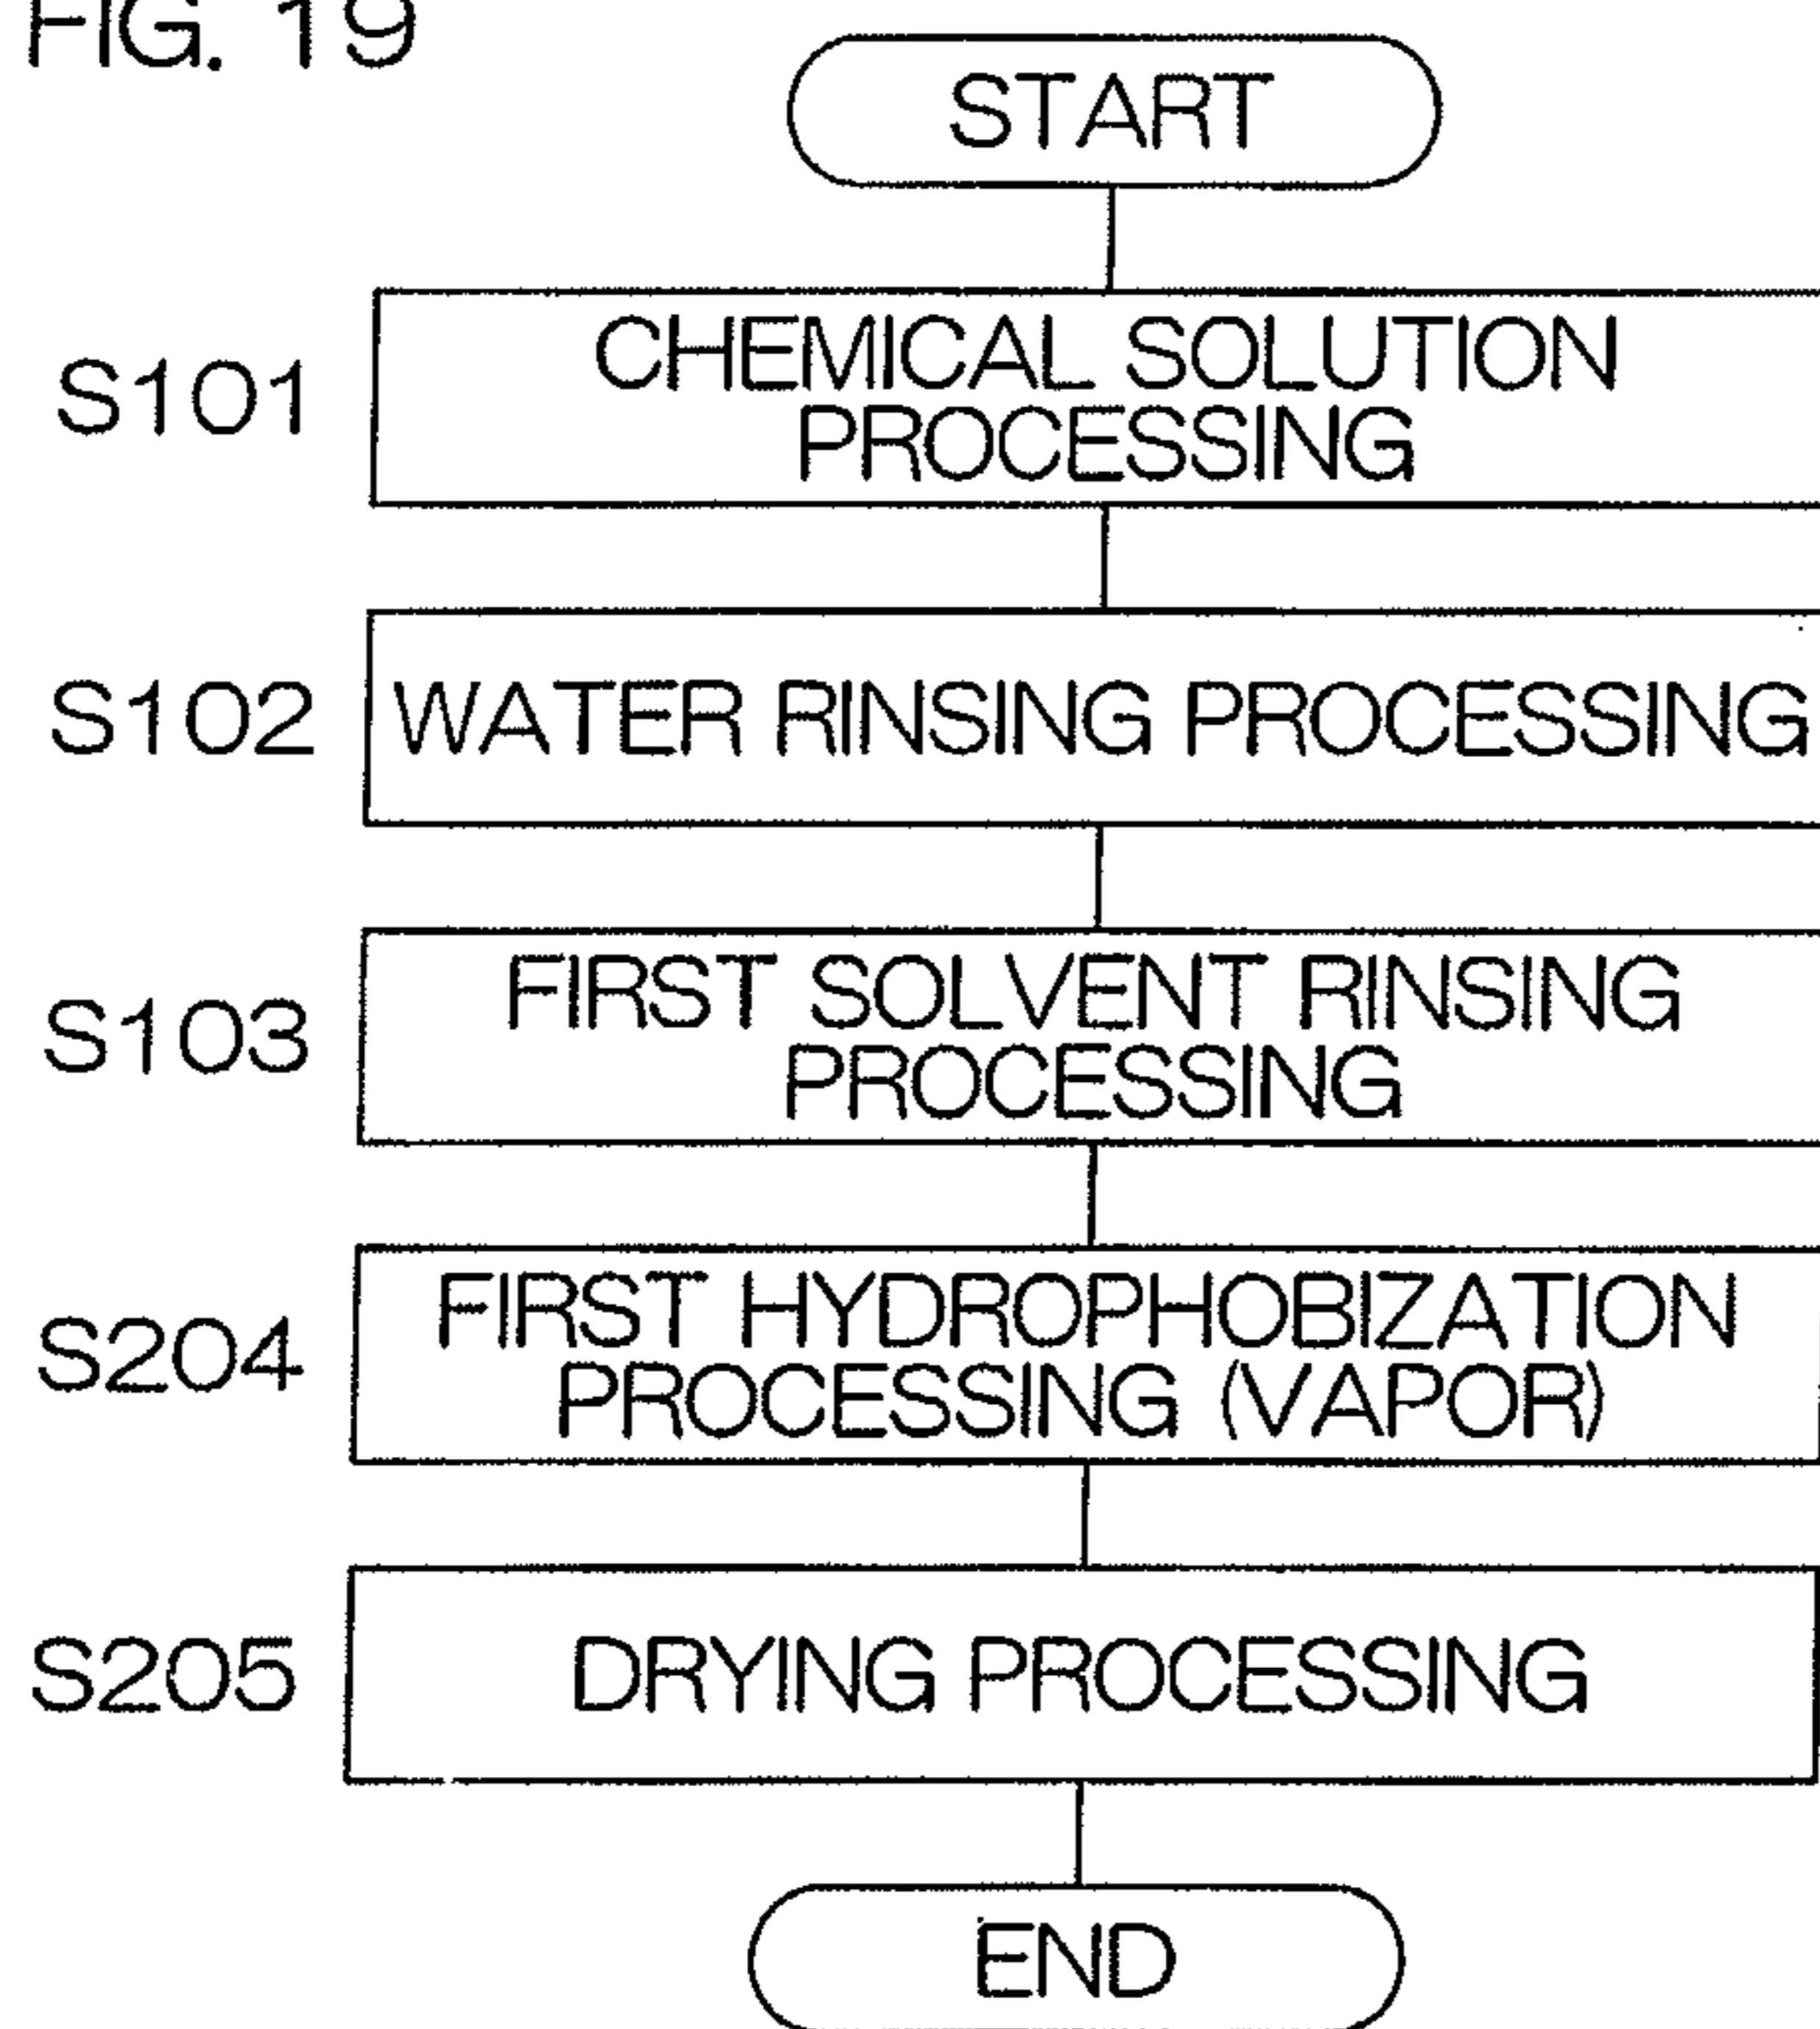 FIG. 19
START
S101
CHEMICAL SOLUTION
PROCESSING
S102
WATER RINSING PROCESSING
S103
FIRST SOLVENT RINSING
PROCESSING
S204
FIRST HYDROPHOBIZATION
PROCESSING (VAPOR)
S205
DRYING PROCESSING
END